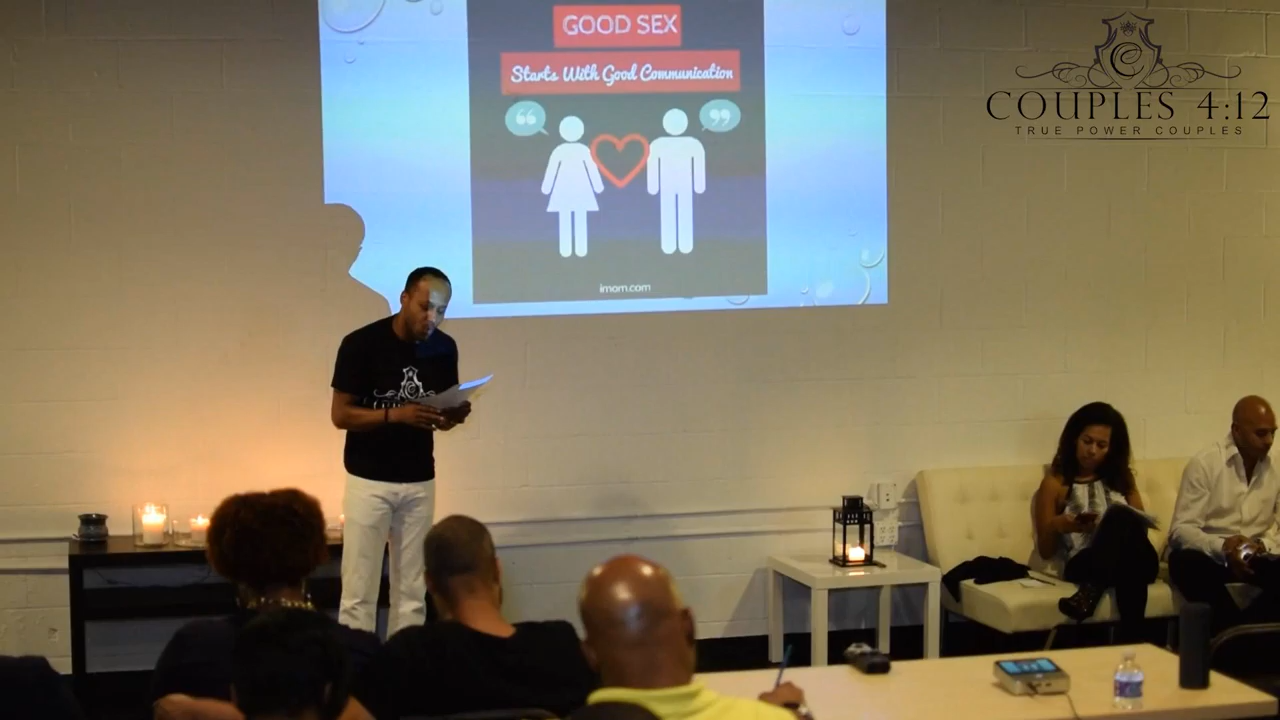 GOOD SEX
Starts With Good Communication
imom.com
COUPLES 4:12
TRUE POWER COUPLES